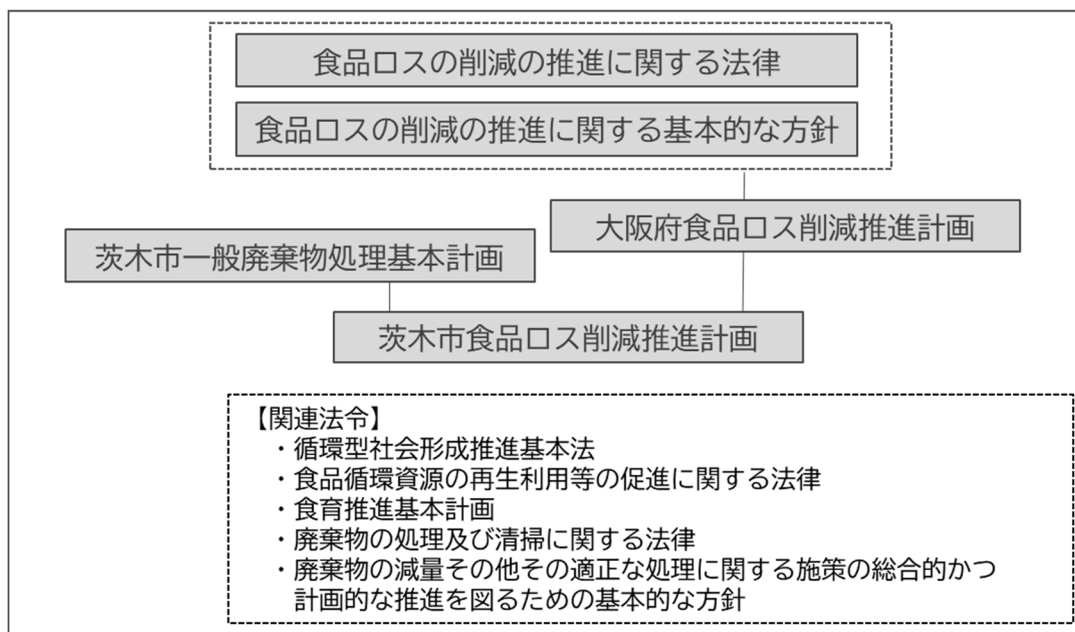 食品ロスの削減の推進に関する法律
食品ロスの削減の推進に関する基本的な方針
大阪府食品ロス削減推進計画
茨木市一般廃棄物処理基本計画
茨木市食品ロス削減推進計画
【関連法令】
・循環型社会形成推進基本法
・食品循環資源の再生利用等の促進に関する法律
・食育推進基本計画
・廃棄物の処理及び清掃に関する法律
・廃棄物の減量その他その適正な処理に関する施策の総合的かつ
計画的な推進を図るための基本的な方針